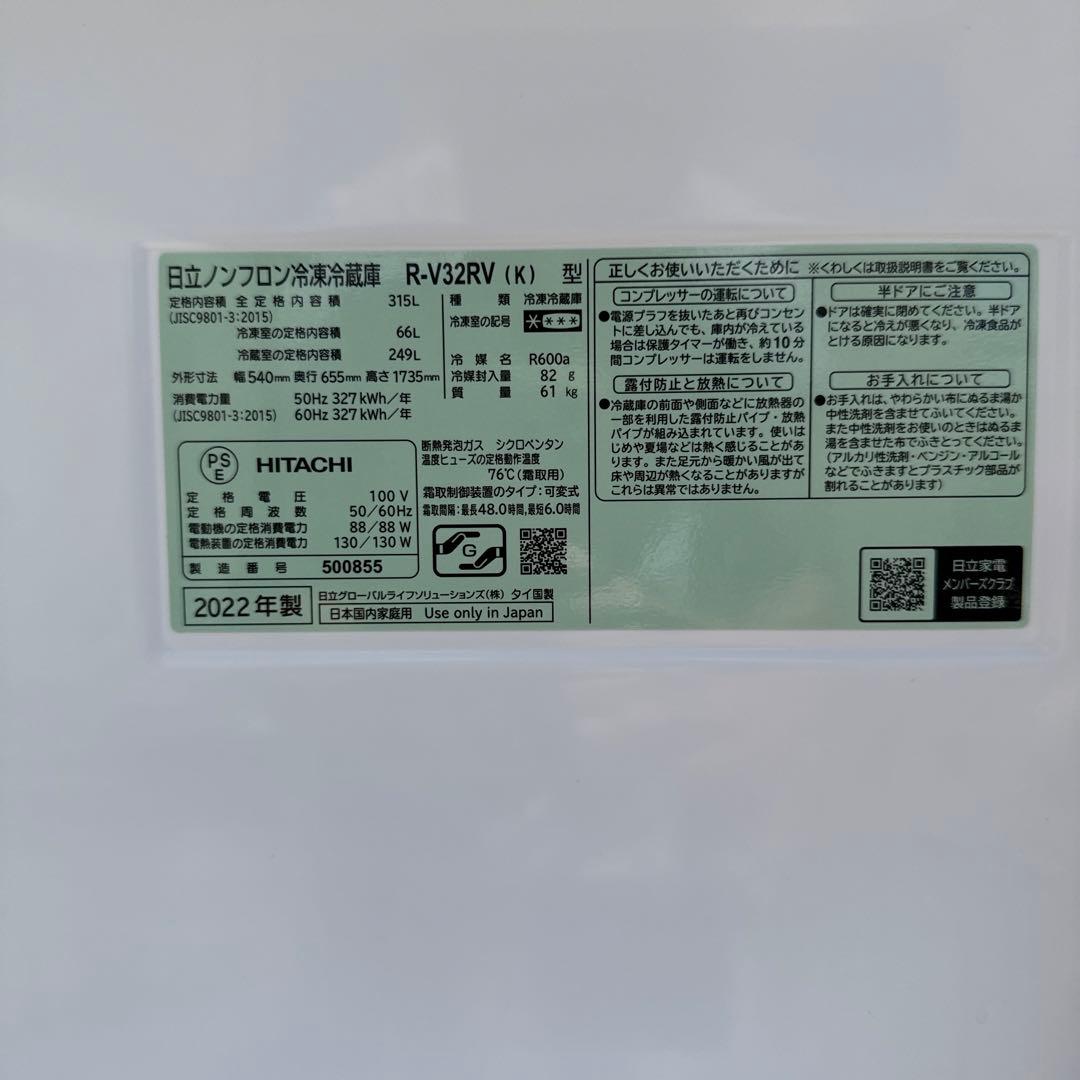 日立ノンフロン冷凍冷蔵庫 R-V32RV (K) 型
定格内容積 全定格内容積 315L
(JISC9801-3:2015)
冷凍室の定格内容積 66L
冷蔵室の定格内容積 249L
外形寸法 幅540mm 奥行655mm 高さ1735mm
消費電力量 50Hz 327kWh/年
(JISC9801-3:2015) 60Hz 327kWh/年
種類 冷凍冷蔵庫
冷凍室の記号 ****
冷媒名 R600a
冷媒封入量 82 g
質量 61 kg
PS
E
HITACHI
定格電圧 100 V
定格周波数 50/60Hz
電動機の定格消費電力 88/88 W
電熱装置の定格消費電力 130/130 W
製造番号 500855
断熱発泡ガス シクロペンタン
温度ヒューズの定格動作温度
76℃(霜取用)
霜取制御装置のタイプ:可変式
霜取間隔:最長48.0時間,最短6.0時間
G
2022年製
日立グローバルライフソリューションズ(株) タイ国製
日本国内家庭用 Use only in Japan
正しくお使いいただくために ※くわしくは取扱説明書をご覧ください。
コンプレッサーの運転について
●電源プラグを抜いたあと再びコンセン
トに差し込んでも、庫内が冷えている
場合は保護タイマーが働き、約10分
間コンプレッサーは運転をしません。
露付防止と放熱について
●冷蔵庫の前面や側面などに放熱器の
一部を利用した露付防止パイプ・放熱
パイプが組み込まれています。使いは
じめや夏場などは熱く感じることがあ
ります。また足元から暖かい風が出て
床や周辺が熱くなることがありますが
これらは異常ではありません。
半ドアにご注意
●ドアは確実に閉めてください。半ドア
になると冷えが悪くなり、冷凍食品が
とける原因になります。
お手入れについて
●お手入れは、やわらかい布にぬるま湯か
中性洗剤を含ませてふいてください。
また中性洗剤をお使いのときはぬるま
湯を含ませた布でふきとってください。
(アルカリ性洗剤・ベンジン・アルコール
などでふきますとプラスチック部品が
割れることがあります)
日立家電
メンバーズクラブ
製品登録